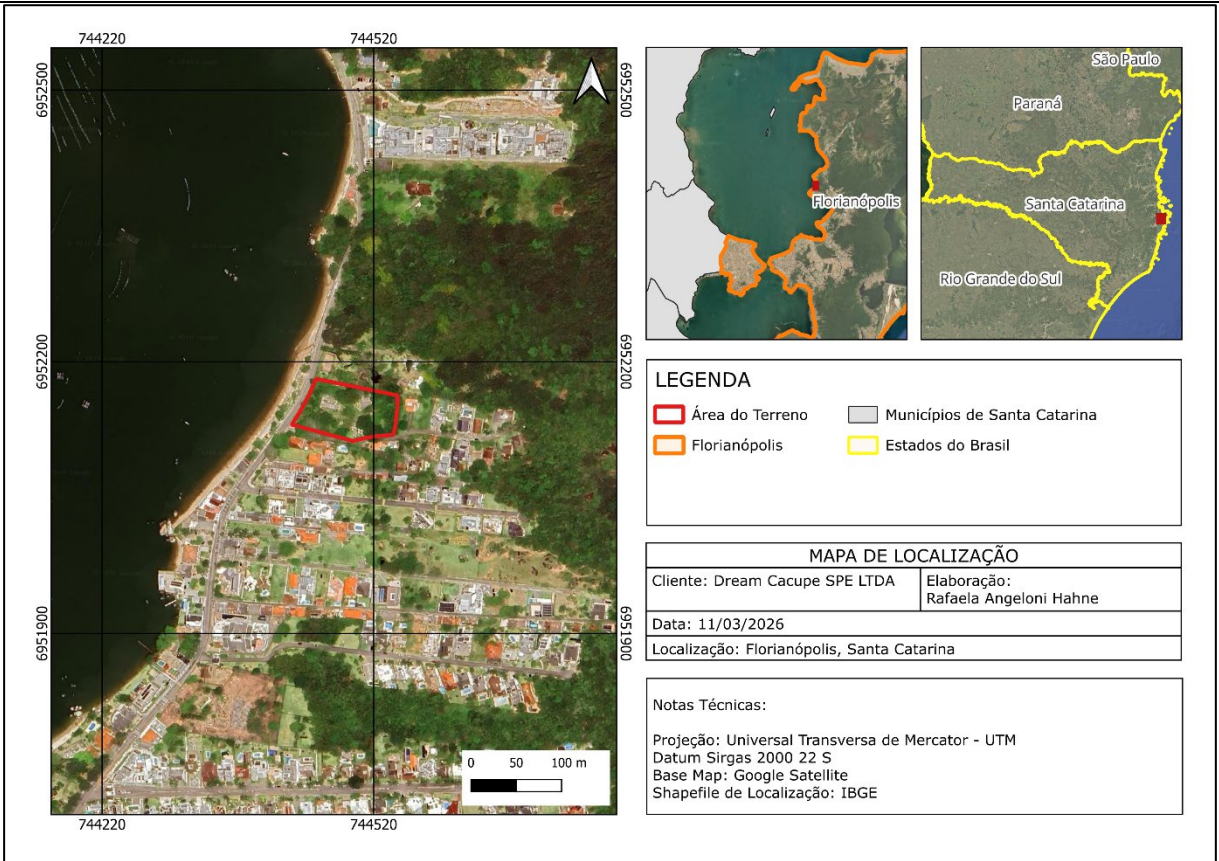 744220
744520
6952500
6952500
6952200
6952200
6951900
6951900
0 50 100 m
744220
744520
Florianópolis
São Paulo
Paraná
Santa Catarina
Rio Grande do Sul
LEGENDA
Área do Terreno
Municípios de Santa Catarina
Florianópolis
Estados do Brasil
MAPA DE LOCALIZAÇÃO
Cliente: Dream Cacupe SPE LTDA
Elaboração:
Rafaela Angeloni Hahne
Data: 11/03/2026
Localização: Florianópolis, Santa Catarina
Notas Técnicas:
Projeção: Universal Transversa de Mercator - UTM
Datum Sirgas 2000 22 S
Base Map: Google Satellite
Shapefile de Localização: IBGE